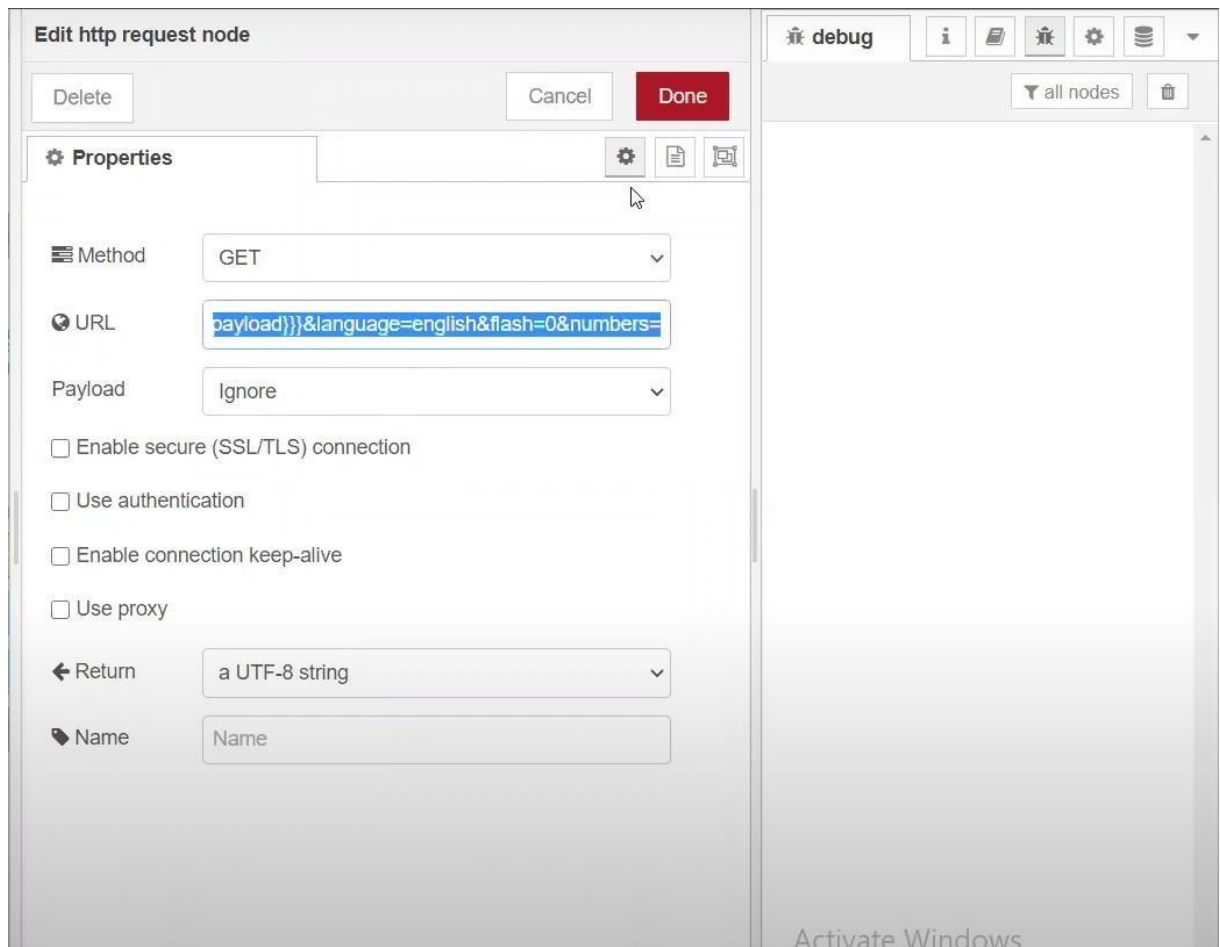 Edit http request node
debug
all nodes
Delete
Cancel
Done
Properties
Method
GET
URL
payload}}}&language=english&flash=0&numbers=
Payload
Ignore
Enable secure (SSL/TLS) connection
Use authentication
Enable connection keep-alive
Use proxy
Return
a UTF-8 string
Name
Name
Activate Windows